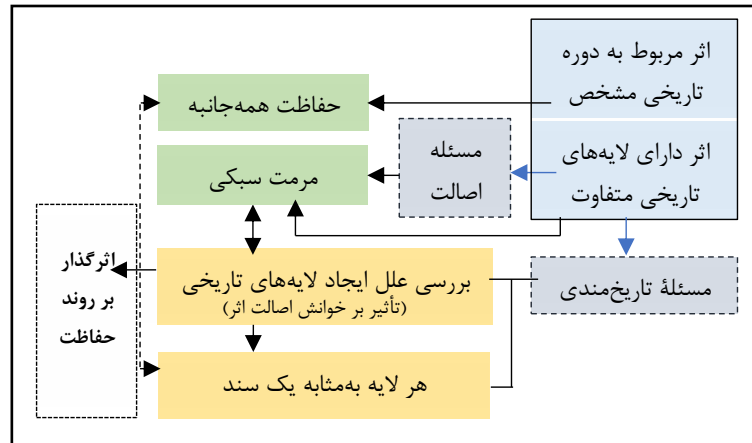 اثر مربوط به دوره
تاریخی مشخص
اثر دارای لایه‌های
تاریخی متفاوت
حفاظت همه‌جانبه
مسئله
اصالت
مرمت سبکی
اثرگذار
بر روند
حفاظت
بررسی علل ایجاد لایه‌های تاریخی
(تأثیر بر خوانش اصالت اثر)
مسئلهٔ تاریخ‌مندی
هر لایه به‌مثابه یک سند